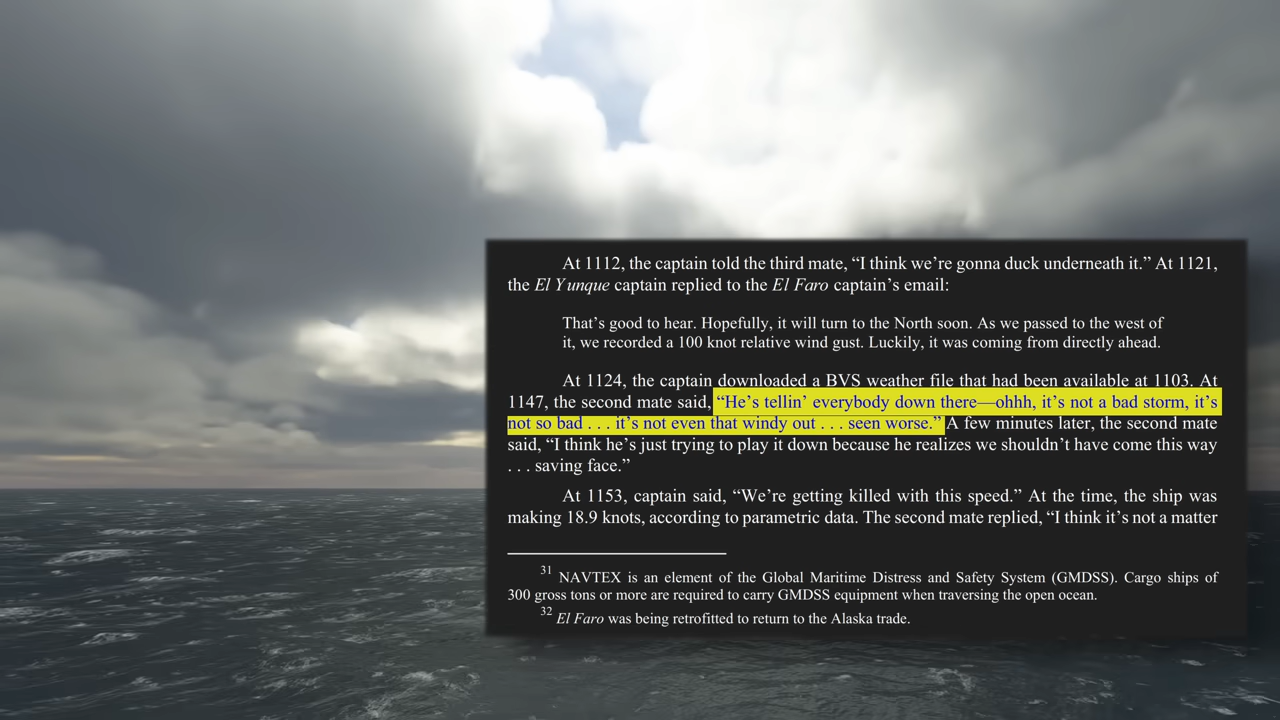 At 1112, the captain told the third mate, “I think we’re gonna duck underneath it.” At 1121,
the El Yunque captain replied to the El Faro captain’s email:
That’s good to hear. Hopefully, it will turn to the North soon. As we passed to the west of
it, we recorded a 100 knot relative wind gust. Luckily, it was coming from directly ahead.
At 1124, the captain downloaded a BVS weather file that had been available at 1103. At
1147, the second mate said, “He’s tellin’ everybody down there—ohhh, it’s not a bad storm, it’s
not so bad . . . it’s not even that windy out . . . seen worse.” A few minutes later, the second mate
said, “I think he’s just trying to play it down because he realizes we shouldn’t have come this way
. . . saving face.”
At 1153, captain said, “We’re getting killed with this speed.” At the time, the ship was
making 18.9 knots, according to parametric data. The second mate replied, “I think it’s not a matter
31 NAVTEX is an element of the Global Maritime Distress and Safety System (GMDSS). Cargo ships of
300 gross tons or more are required to carry GMDSS equipment when traversing the open ocean.
32 El Faro was being retrofitted to return to the Alaska trade.